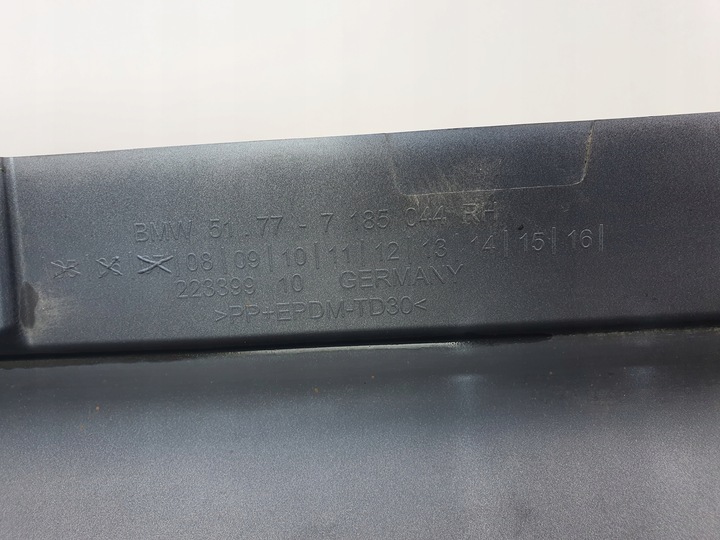 BMW 51.77 - 7 185 044 RH
|08|09|10|11|12|13 14|15|16|
223399 10 GERMANY
>PP+EPDM-TD30<